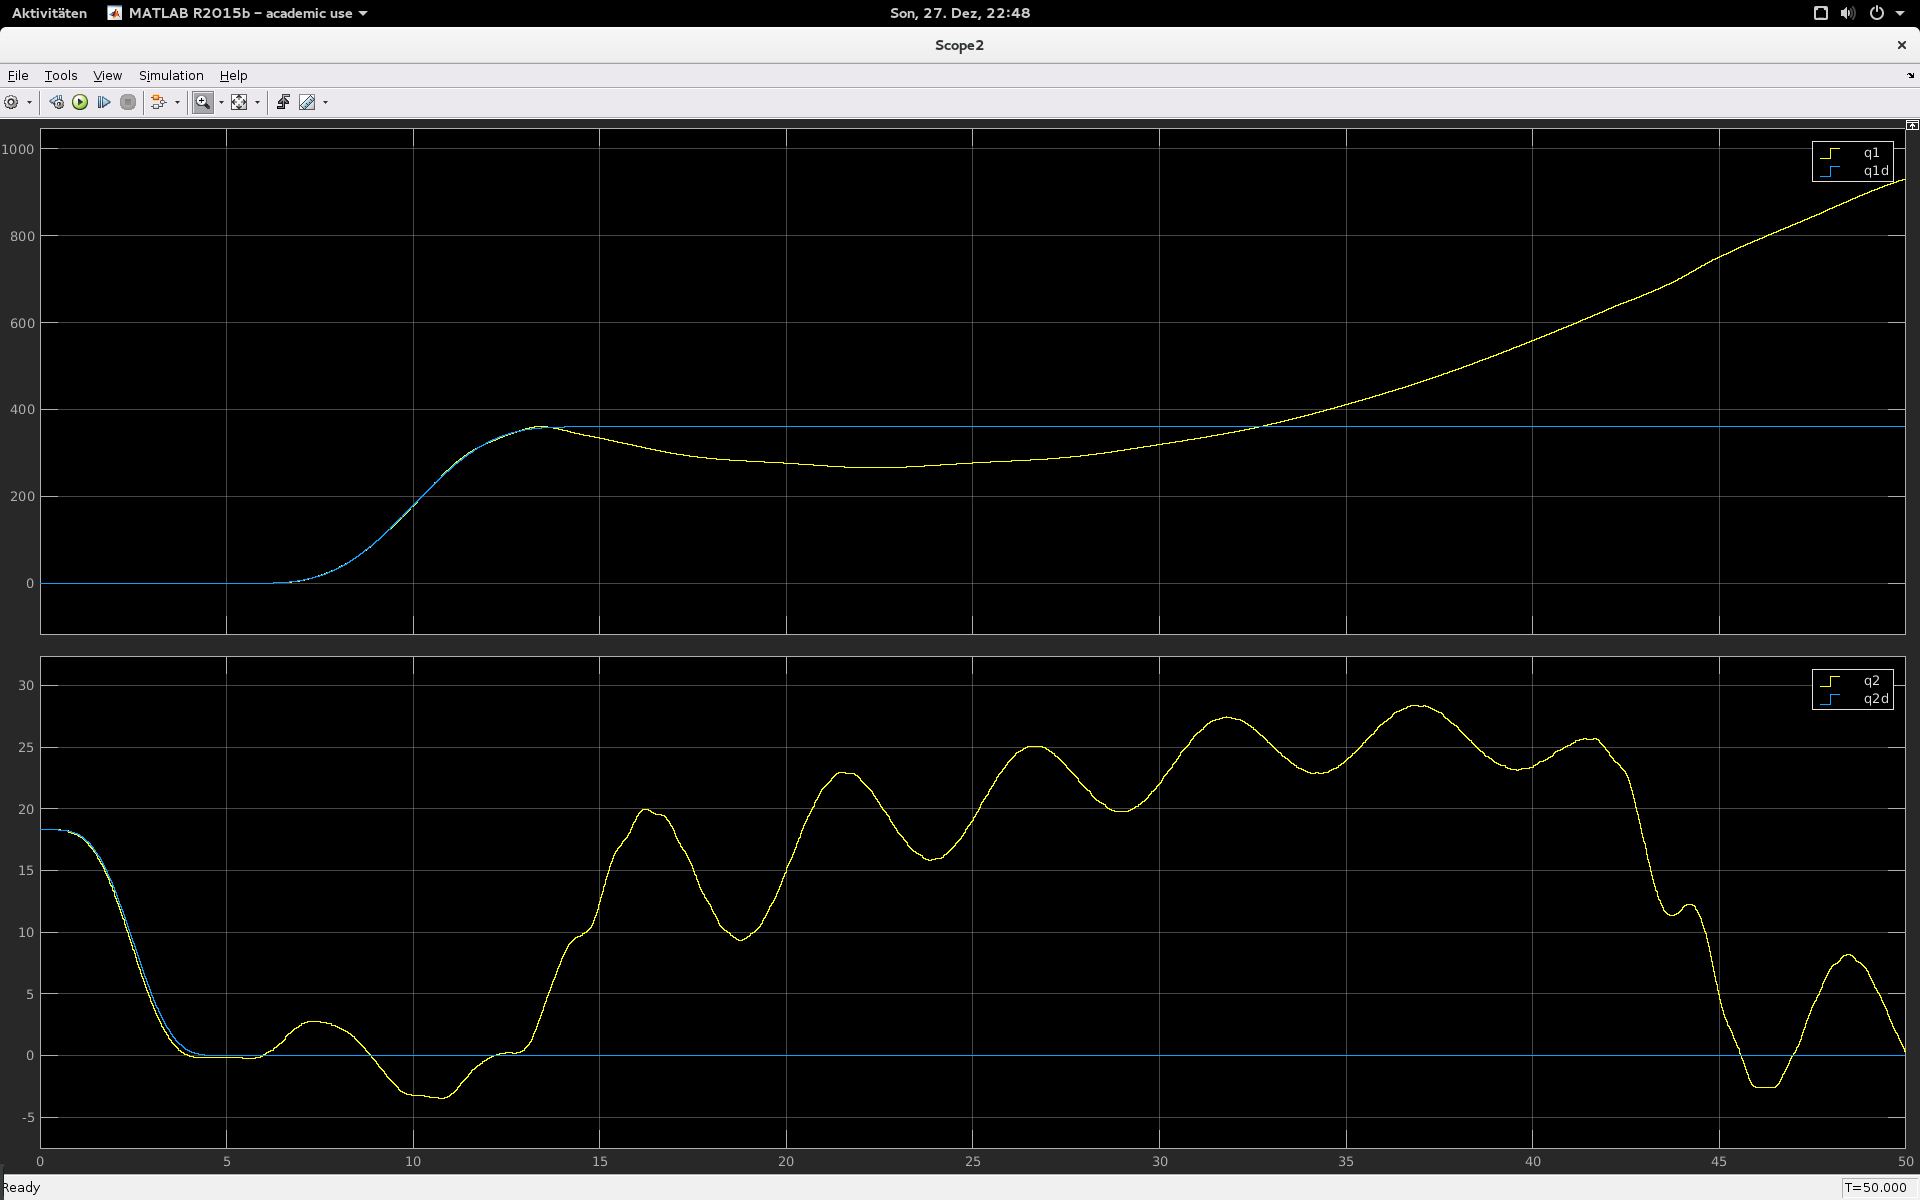 Aktivitäten MATLAB R2015b – academic use Son, 27. Dez, 22:48
Scope2
File Tools View Simulation Help
1000
800
600
400
200
0
q1
q1d
30
25
20
15
10
5
0
-5
q2
q2d
0 5 10 15 20 25 30 35 40 45 50
Ready T=50.000